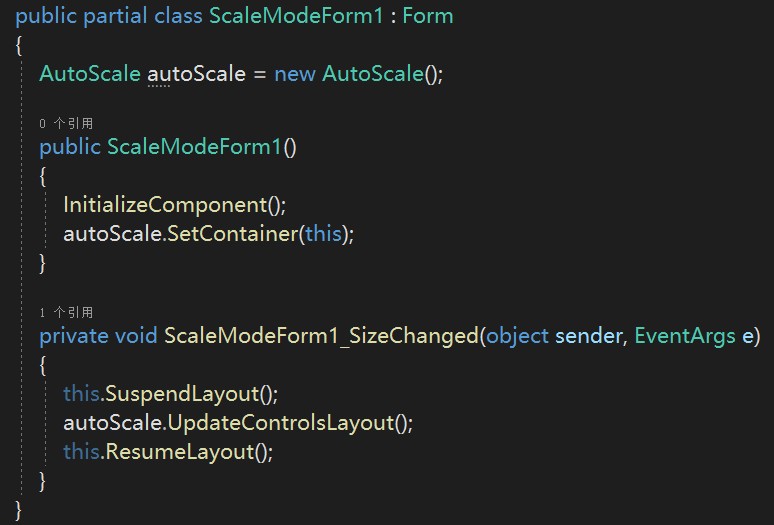 public partial class ScaleModeForm1 : Form
{
AutoScale autoScale = new AutoScale();
0 个引用
public ScaleModeForm1()
{
InitializeComponent();
autoScale.SetContainer(this);
}
1 个引用
private void ScaleModeForm1_SizeChanged(object sender, EventArgs e)
{
this.SuspendLayout();
autoScale.UpdateControlsLayout();
this.ResumeLayout();
}
}